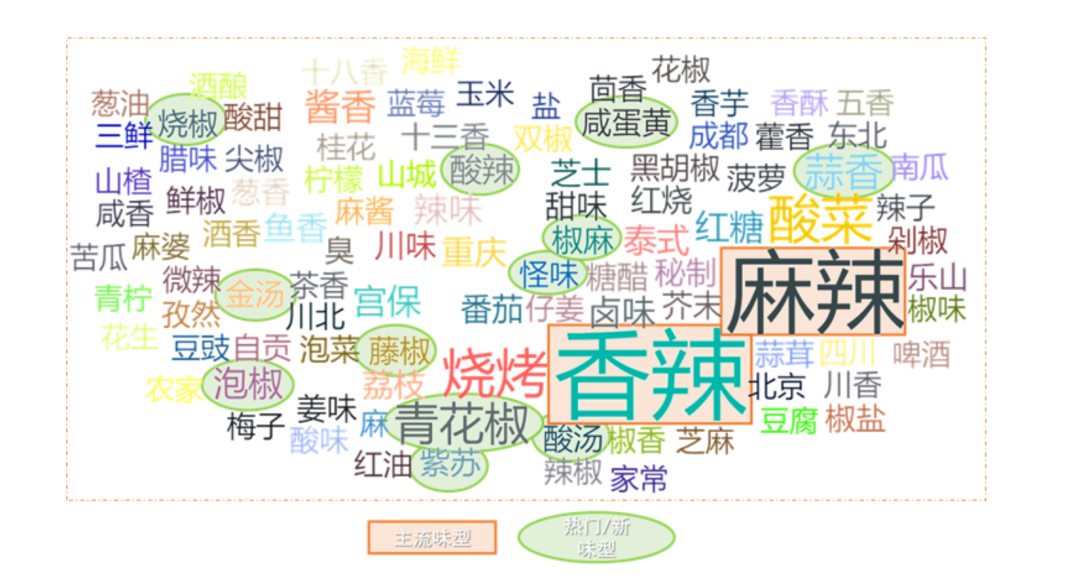 十八香 海鲜
酒酿 花椒
葱油 酱香 蓝莓 玉米 盐 茴香 香芋 香酥 五香
三鲜 烧椒 酸甜 十三香 双椒 咸蛋黄 成都 藿香 东北
腊味 尖椒 桂花 酸辣 芝士 黑胡椒 菠萝 蒜香 南瓜
山楂 鲜椒 葱香 柠檬 山城 甜味 红烧
咸香 酒香 鱼香 麻酱 辣味 椒麻 泰式 红糖 酸菜 辣子
苦瓜 麻婆 臭 川味 重庆 剁椒
微辣 金汤 茶香 怪味 糖醋 秘制 麻辣 乐山
青柠 孜然 川北 宫保 番茄 仔姜 卤味 芥末 椒味
花生 豆豉 自贡 泡菜 藤椒 烧烤 香辣 蒜茸 四川 啤酒
农家 泡椒 荔枝 北京 川香
梅子 姜味 麻 青花椒 豆腐 椒盐
酸味 酸汤 椒香 芝麻
红油 紫苏 辣椒 家常
主流味型
热门/新
味型